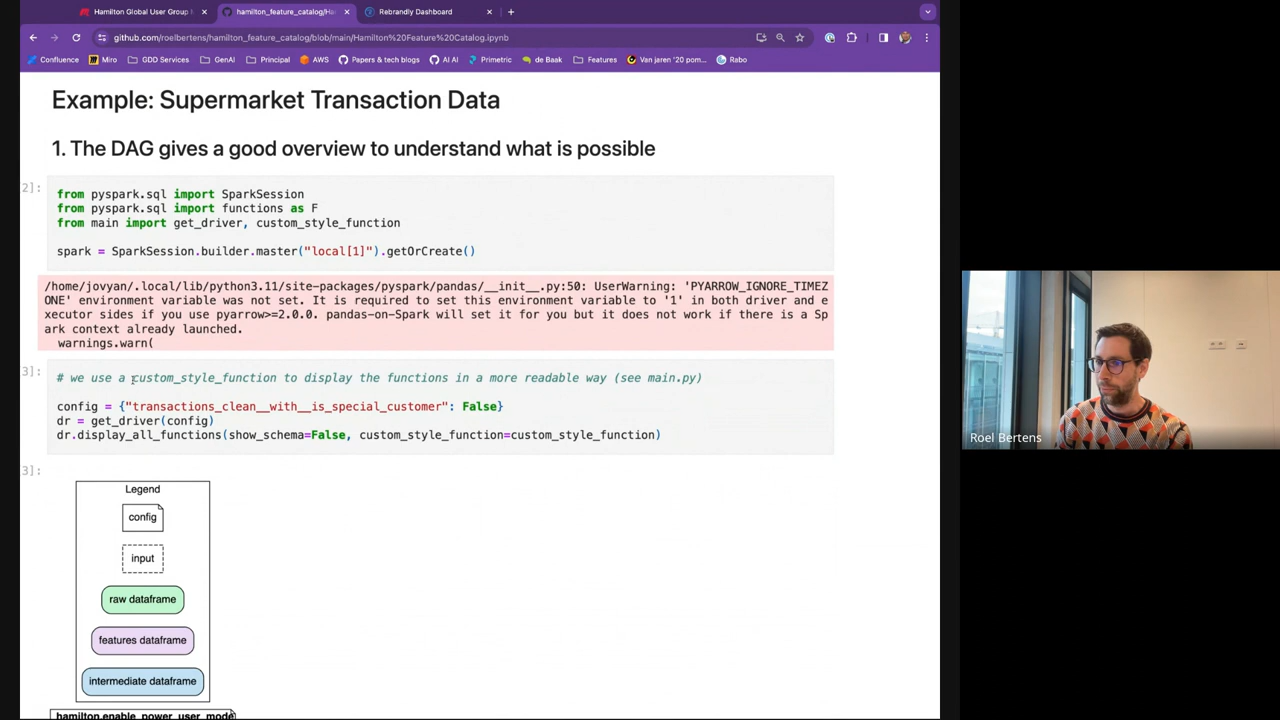 Hamilton Global User Group M
hamilton_feature_catalog/Ha
Rebrandly Dashboard
github.com/roelbertens/hamilton_feature_catalog/blob/main/Hamilton%20Feature%20Catalog.ipynb
Confluence
Miro
GDD Services
GenAI
Principal
AWS
Papers & tech blogs
AI AI
Primetric
de Baak
Features
Van jaren '20 pom...
Rabo
Example: Supermarket Transaction Data
1. The DAG gives a good overview to understand what is possible
2]:
from pyspark.sql import SparkSession
from pyspark.sql import functions as F
from main import get_driver, custom_style_function
spark = SparkSession.builder.master("local[1]").getOrCreate()
/home/jovyan/.local/lib/python3.11/site-packages/pyspark/pandas/__init__.py:50: UserWarning: 'PYARROW_IGNORE_TIMEZ
ONE' environment variable was not set. It is required to set this environment variable to '1' in both driver and e
xecutor sides if you use pyarrow>=2.0.0. pandas-on-Spark will set it for you but it does not work if there is a Sp
ark context already launched.
warnings.warn(
3]:
# we use a custom_style_function to display the functions in a more readable way (see main.py)
config = {"transactions_clean__with__is_special_customer": False}
dr = get_driver(config)
dr.display_all_functions(show_schema=False, custom_style_function=custom_style_function)
3]:
Legend
config
input
raw dataframe
features dataframe
intermediate dataframe
hamilton.enable_power_user_mode
Roel Bertens